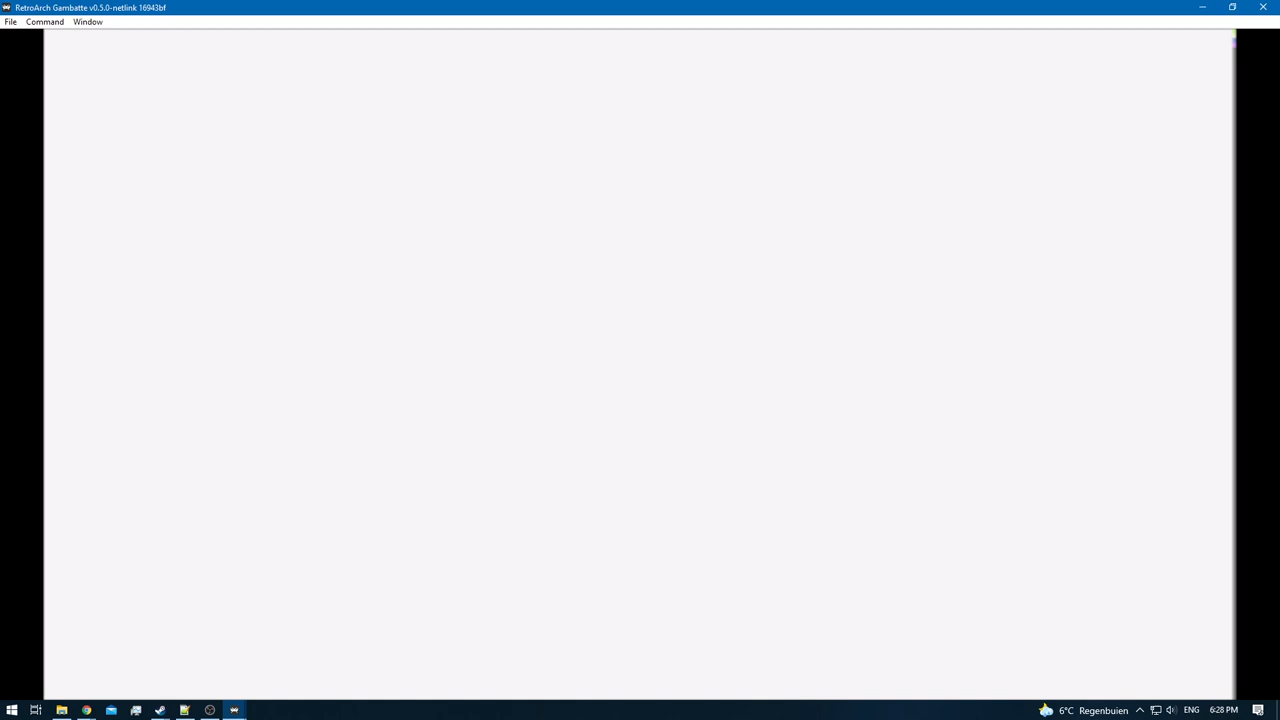 RetroArch Gambatte v0.5.0-netlink 16943bf
File Command Window
6°C Regenbuien ENG 6:28 PM